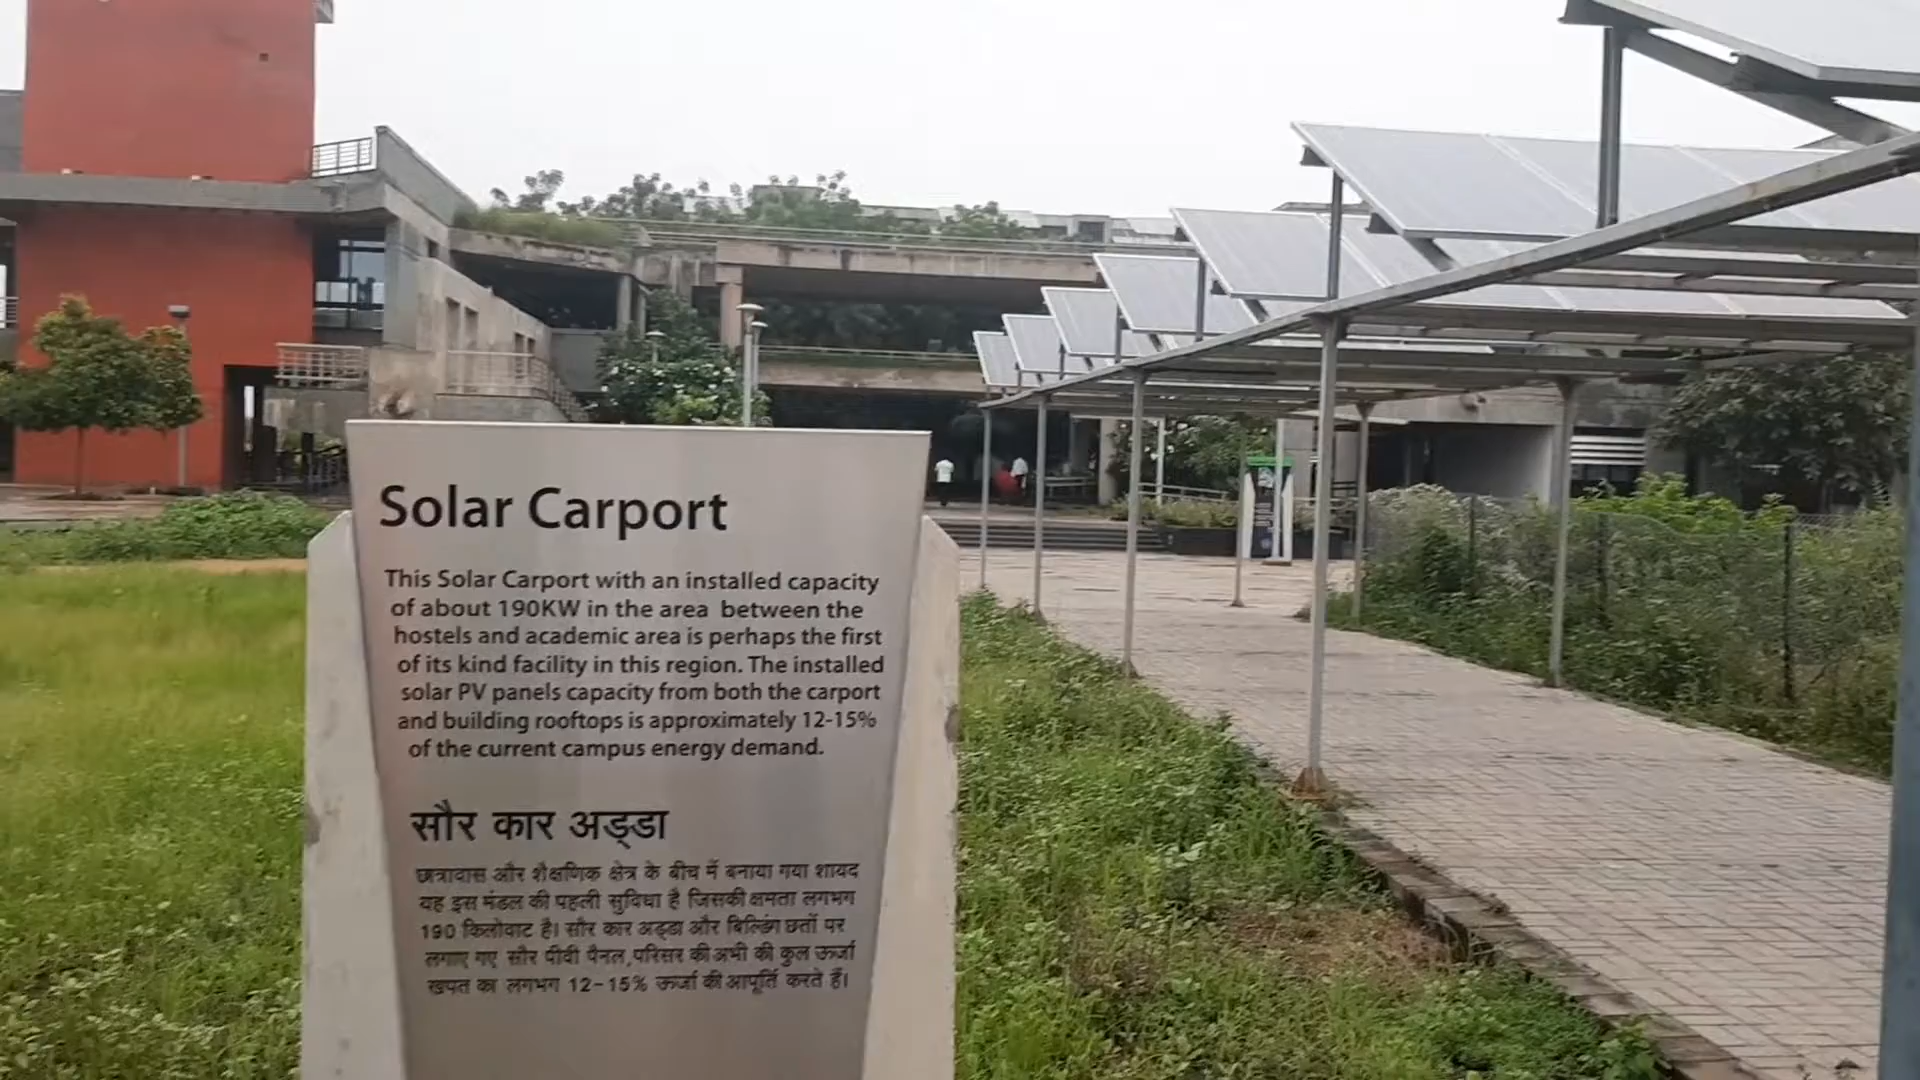 Solar Carport
This Solar Carport with an installed capacity
of about 190KW in the area between the
hostels and academic area is perhaps the first
of its kind facility in this region. The installed
solar PV panels capacity from both the carport
and building rooftops is approximately 12-15%
of the current campus energy demand.
सौर कार अड्डा
छात्रावास और शैक्षणिक क्षेत्र के बीच में बनाया गया शायद
यह इस मंडल की पहली सुविधा है जिसकी क्षमता लगभग
190 किलोवाट है। सौर कार अड्डा और बिल्डिंग छतों पर
लगाए गए सौर पीवी पैनल, परिसर की अभी की कुल ऊर्जा
खपत का लगभग 12-15% ऊर्जा की आपूर्ति करते हैं।